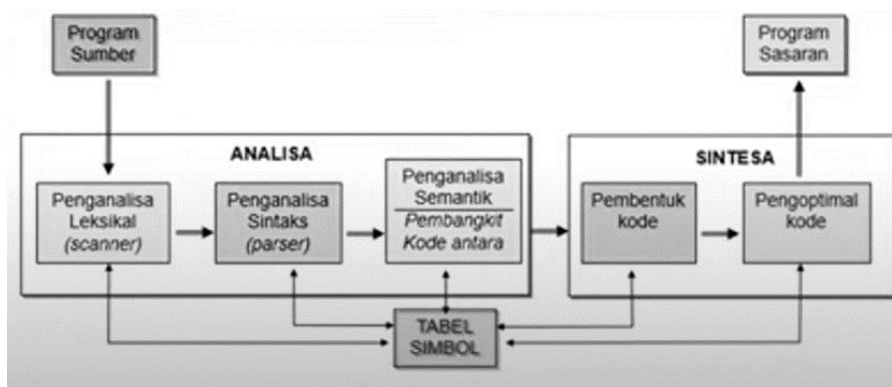 Program
Sumber
Program
Sasaran
ANALISA
SINTESA
Penganalisa
Leksikal
(scanner)
Penganalisa
Sintaks
(parser)
Penganalisa
Semantik
Pembangkit
Kode antara
Pembentuk
kode
Pengoptimal
kode
TABEL
SIMBOL